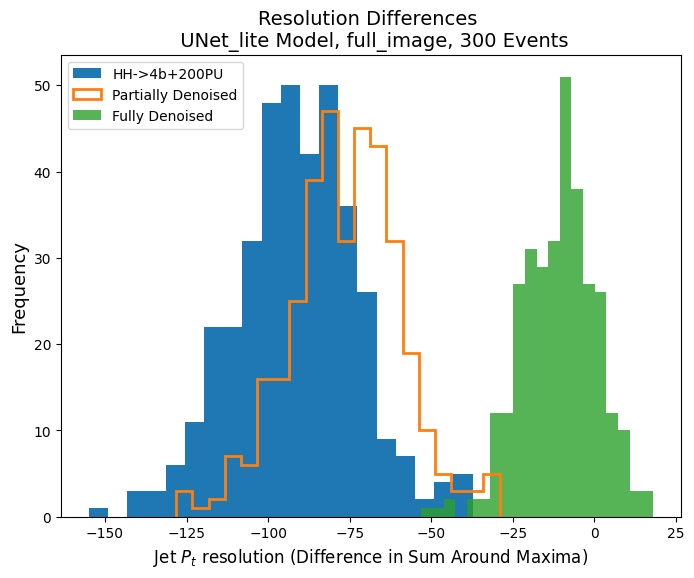 Resolution Differences
UNet_lite Model, full_image, 300 Events
HH->4b+200PU
Partially Denoised
Fully Denoised
Frequency
50
40
30
20
10
0
−150
−125
−100
−75
−50
−25
0
25
Jet $P_t$ resolution (Difference in Sum Around Maxima)